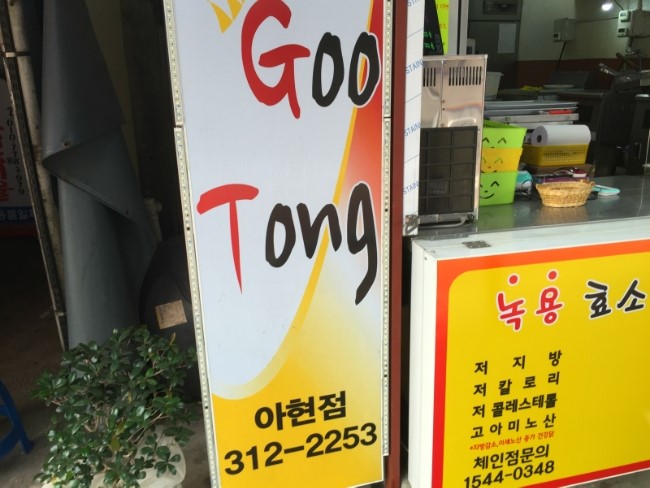 Goo
Tong
아현점
312-2253
녹용 효소
저 지 방
저 칼 로 리
저 콜레스테롤
고 아 미 노 산
체인점문의
1544-0348